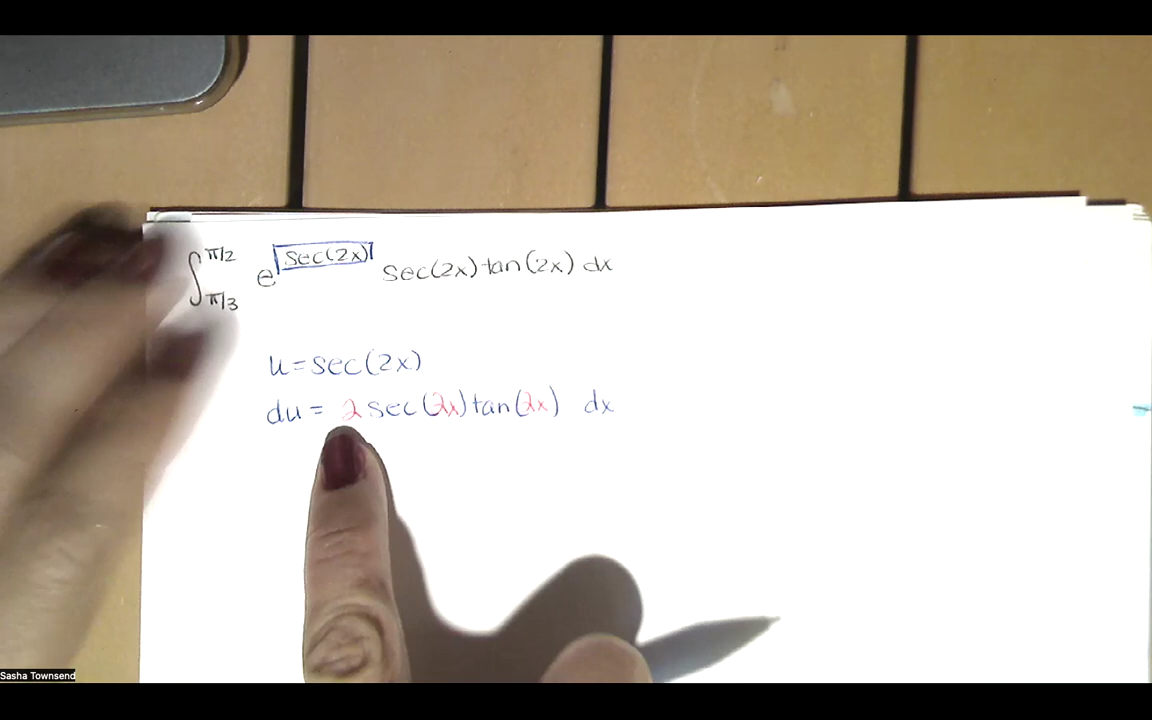 ∫_{π/3}^{π/2} e^{sec(2x)} sec(2x) tan(2x) dx
u = sec(2x)
du = 2 sec(2x) tan(2x) dx
Sasha Townsend